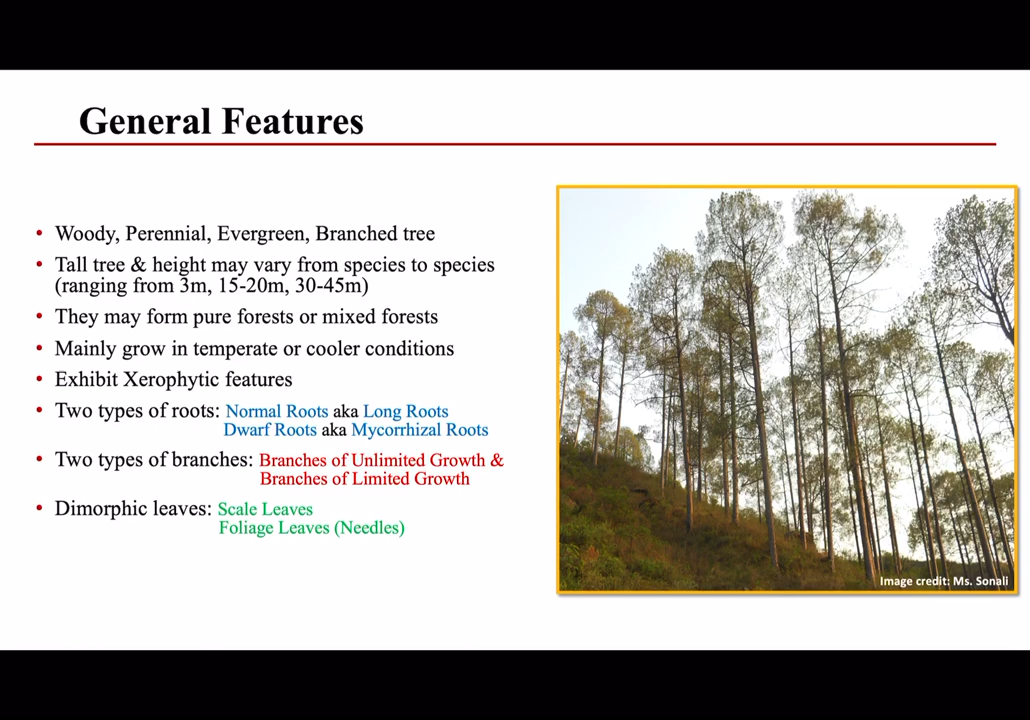 General Features
• Woody, Perennial, Evergreen, Branched tree
• Tall tree & height may vary from species to species
(ranging from 3m, 15-20m, 30-45m)
• They may form pure forests or mixed forests
• Mainly grow in temperate or cooler conditions
• Exhibit Xerophytic features
• Two types of roots: Normal Roots aka Long Roots
Dwarf Roots aka Mycorrhizal Roots
• Two types of branches: Branches of Unlimited Growth &
Branches of Limited Growth
• Dimorphic leaves: Scale Leaves
Foliage Leaves (Needles)
Image credit: Ms. Sonali